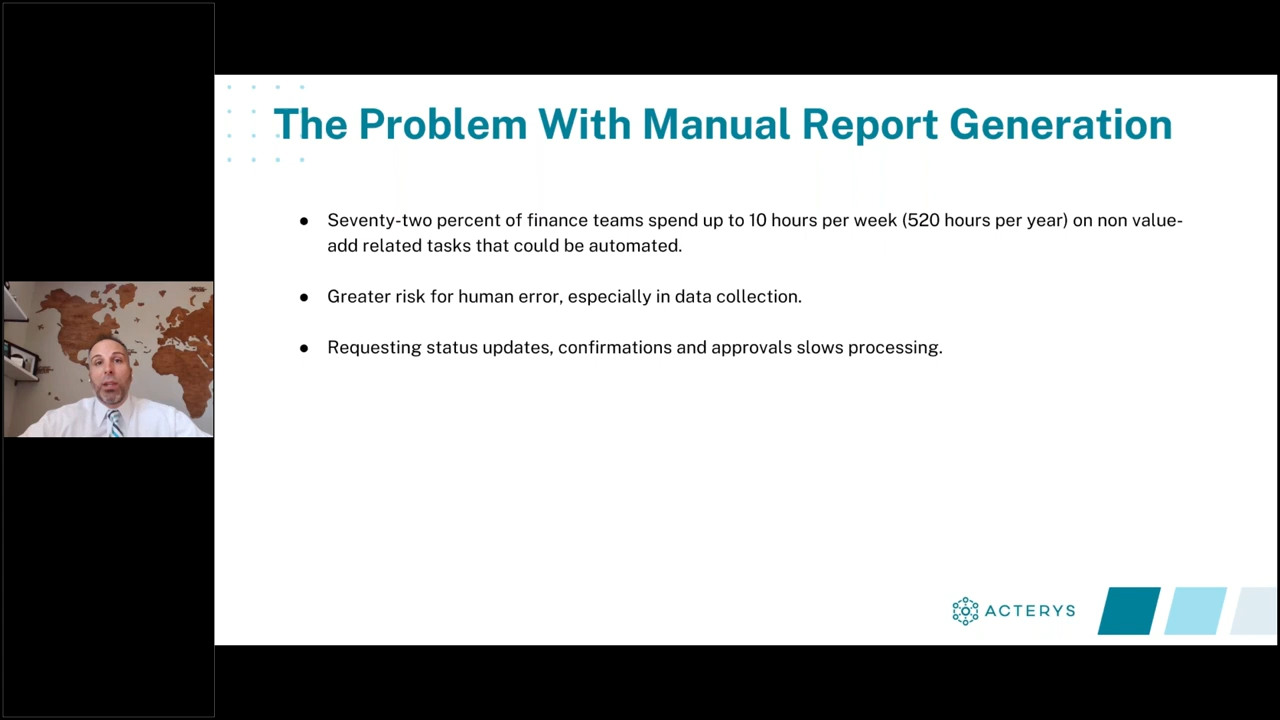 The Problem With Manual Report Generation
● Seventy-two percent of finance teams spend up to 10 hours per week (520 hours per year) on non value-
add related tasks that could be automated.
● Greater risk for human error, especially in data collection.
● Requesting status updates, confirmations and approvals slows processing.
ACTERYS